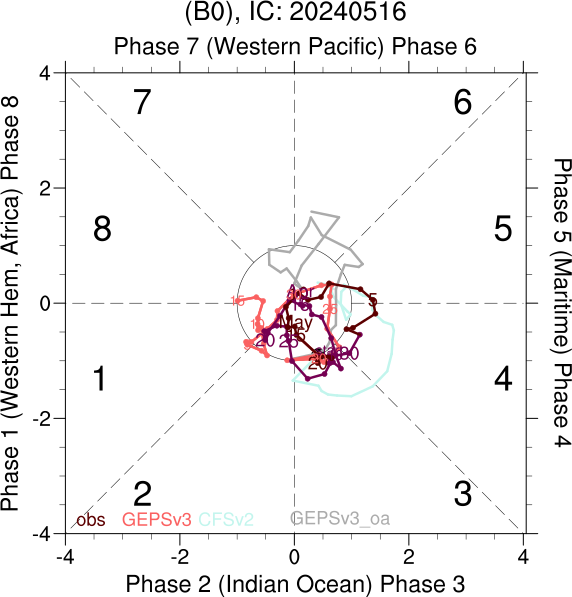 (B0), IC: 20240516
Phase 7 (Western Pacific) Phase 6
Phase 1 (Western Hem, Africa) Phase 8
Phase 5 (Maritime) Phase 4
4
2
0
-2
-4
7
6
8
5
1
4
2
3
5
May
20
25
30
obs GEPSv3 CFSv2 GEPSv3_oa
-4 -2 0 2 4
Phase 2 (Indian Ocean) Phase 3